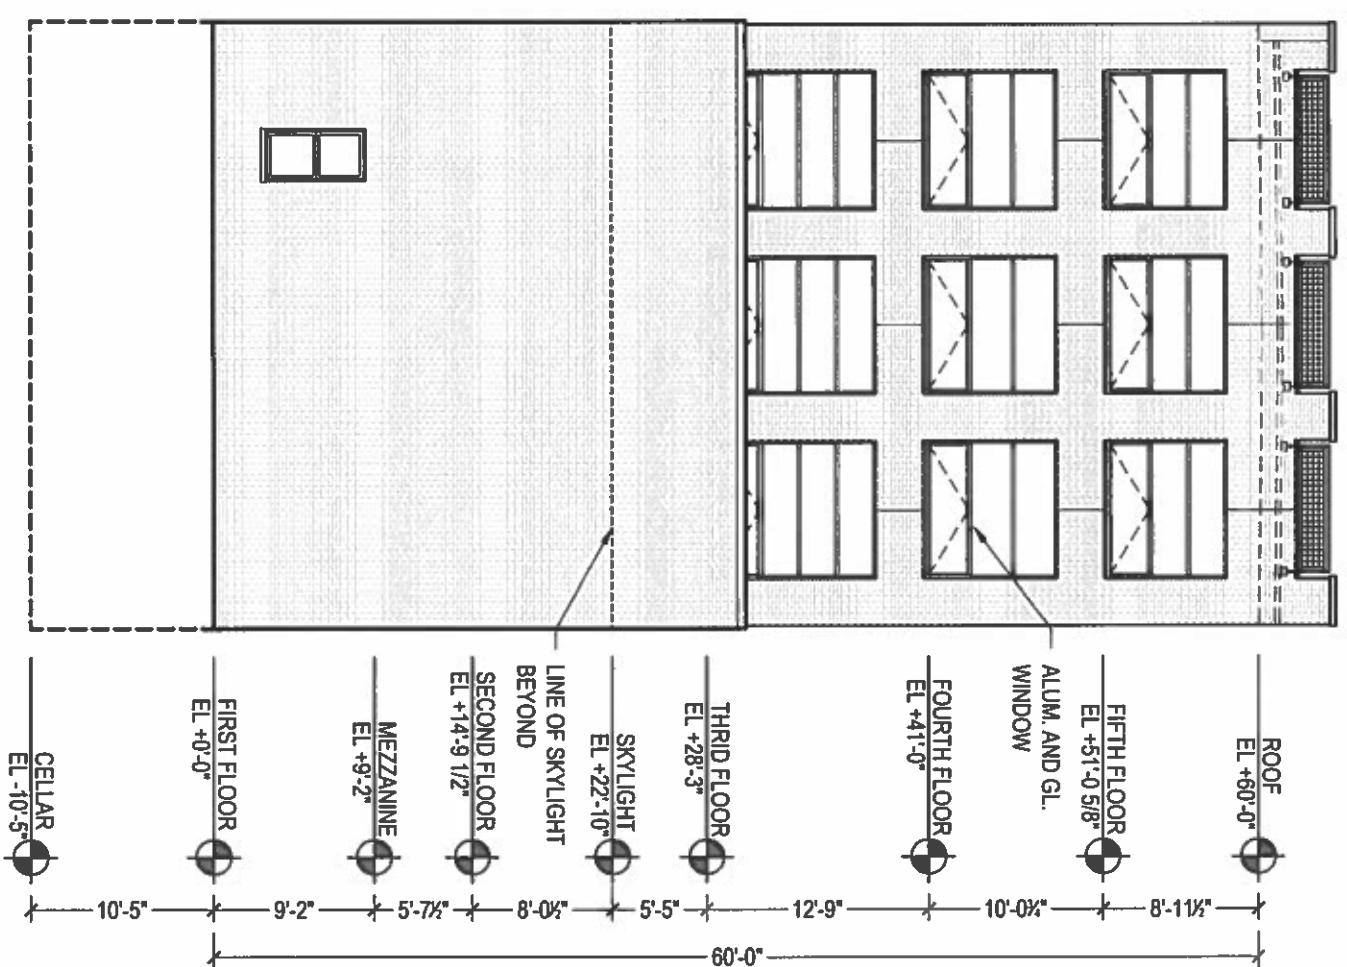 ROOF
EL +60'-0"
FIFTH FLOOR
EL +51'-0 5/8"
ALUM. AND GL.
WINDOW
FOURTH FLOOR
EL +41'-0"
THRID FLOOR
EL +28'-3"
SKYLIGHT
EL +22'-10"
LINE OF SKYLIGHT
BEYOND
SECOND FLOOR
EL +14'-9 1/2"
MEZZANINE
EL +9'-2"
FIRST FLOOR
EL +0'-0"
CELLAR
EL -10'-5"
10'-5"
9'-2"
5'-7½"
8'-0½"
5'-5"
12'-9"
10'-0¾"
8'-11½"
60'-0"